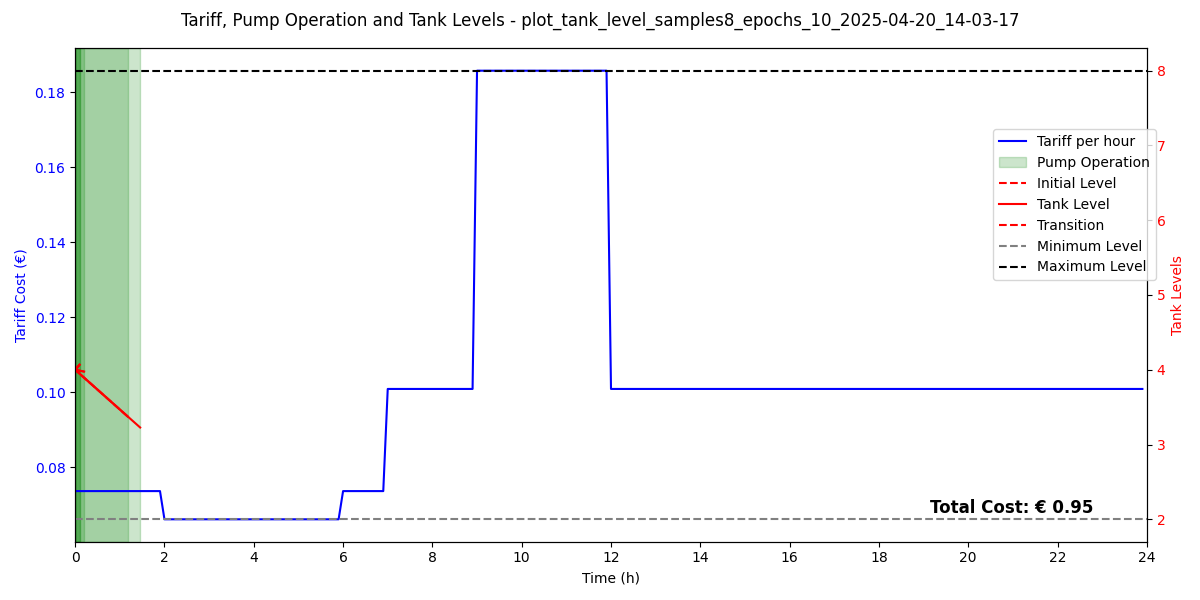 Tariff, Pump Operation and Tank Levels - plot_tank_level_samples8_epochs_10_2025-04-20_14-03-17
0.18
0.16
0.14
0.12
0.10
0.08
Tariff Cost (€)
8
7
6
5
4
3
2
Tank Levels
Tariff per hour
Pump Operation
Initial Level
Tank Level
Transition
Minimum Level
Maximum Level
Total Cost: € 0.95
0 2 4 6 8 10 12 14 16 18 20 22 24
Time (h)